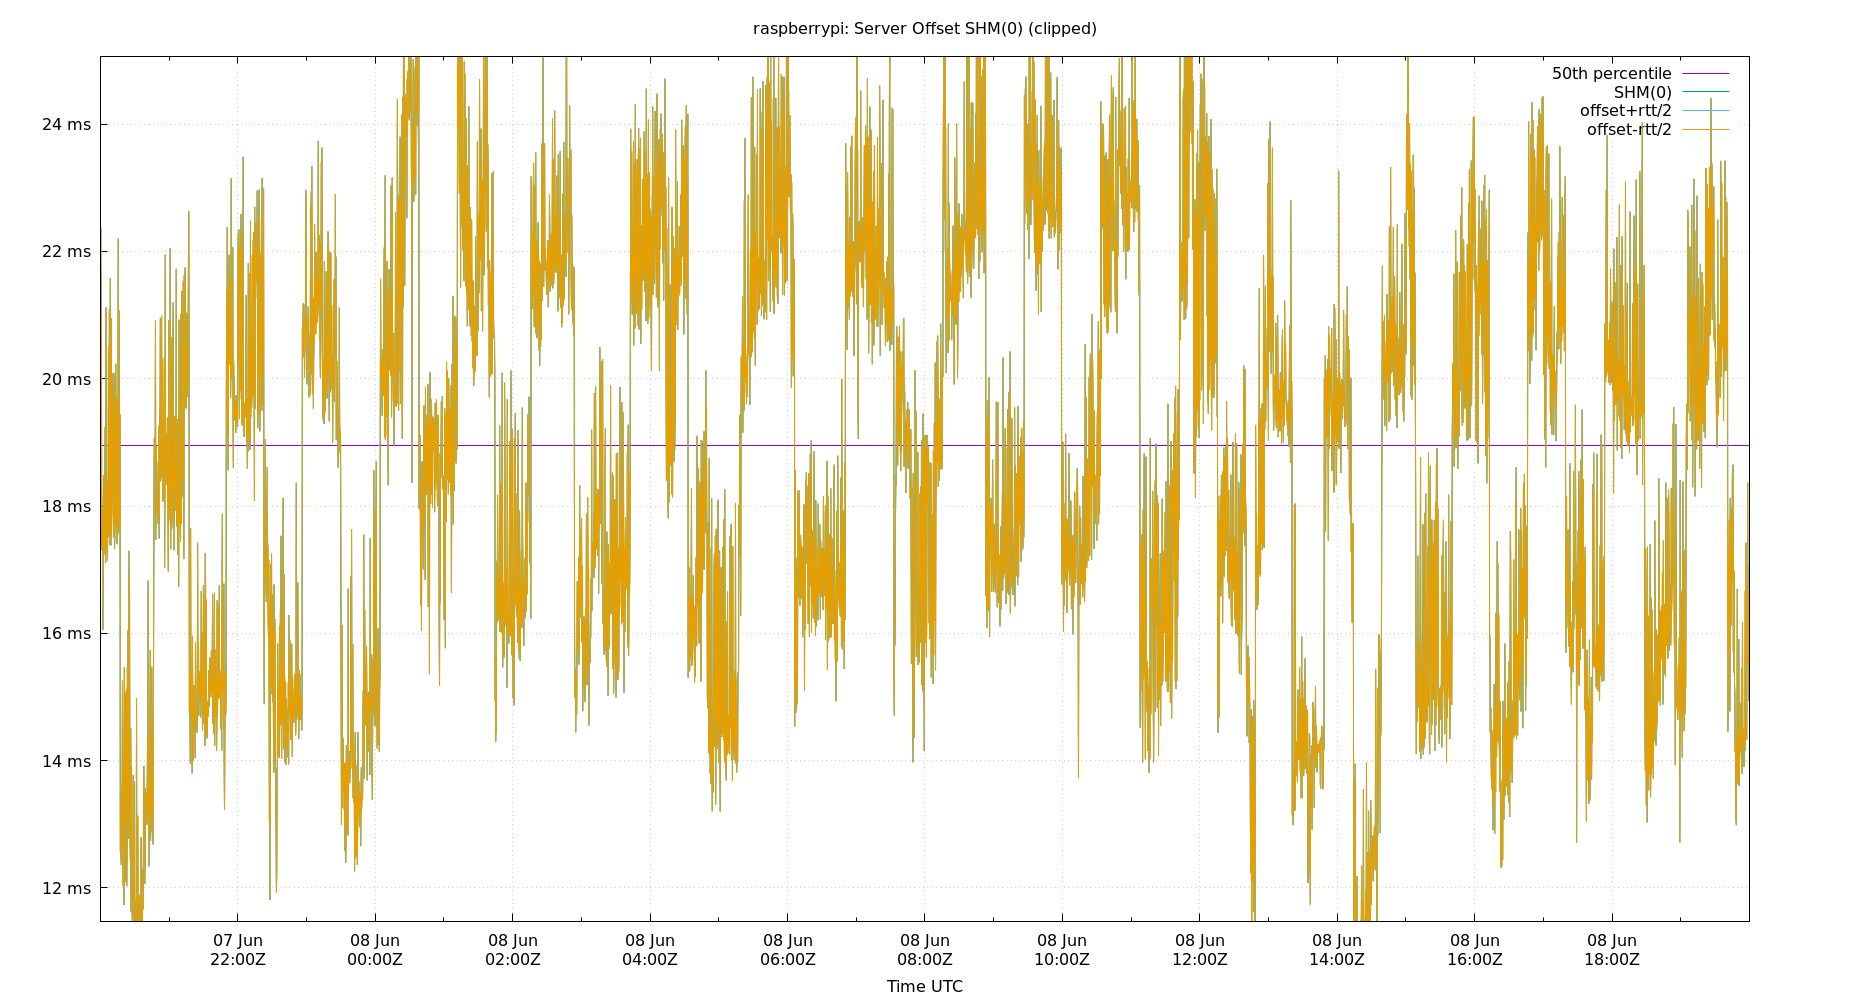 raspberrypi: Server Offset SHM(0) (clipped)
50th percentile
SHM(0)
offset+rtt/2
offset-rtt/2
24 ms
22 ms
20 ms
18 ms
16 ms
14 ms
12 ms
07 Jun 08 Jun 08 Jun 08 Jun 08 Jun 08 Jun 08 Jun 08 Jun 08 Jun 08 Jun 08 Jun
22:00Z 00:00Z 02:00Z 04:00Z 06:00Z 08:00Z 10:00Z 12:00Z 14:00Z 16:00Z 18:00Z
Time UTC